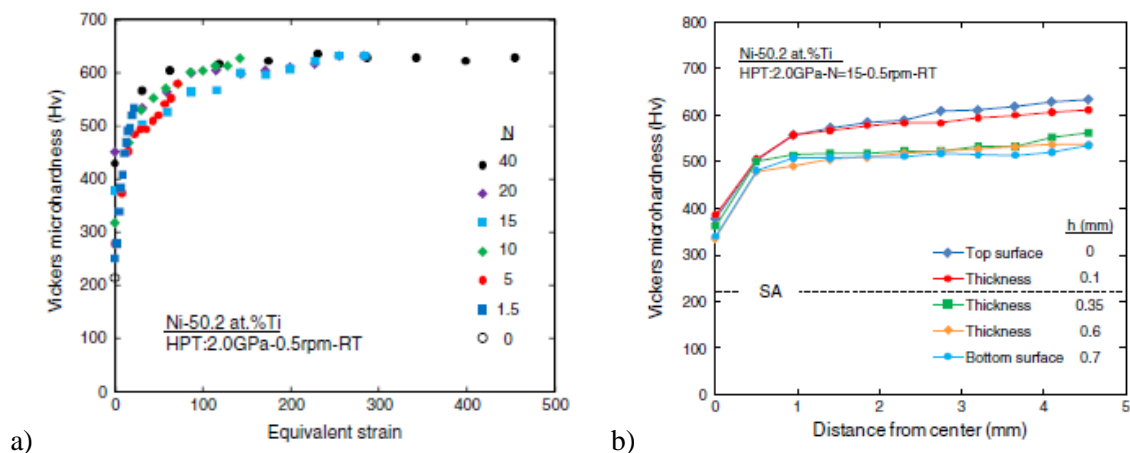 700
600
500
400
300
200
100
0
Vickers microhardness (Hv)
N
40
20
15
10
5
1.5
0
Ni-50.2 at.%Ti
HPT:2.0GPa-0.5rpm-RT
0 100 200 300 400 500
Equivalent strain
a)
800
700
600
500
400
300
200
100
0
Vickers microhardness (Hv)
Ni-50.2 at.%Ti
HPT:2.0GPa-N=15-0.5rpm-RT
h (mm)
Top surface 0
Thickness 0.1
SA
Thickness 0.35
Thickness 0.6
Bottom surface 0.7
0 1 2 3 4 5
Distance from center (mm)
b)